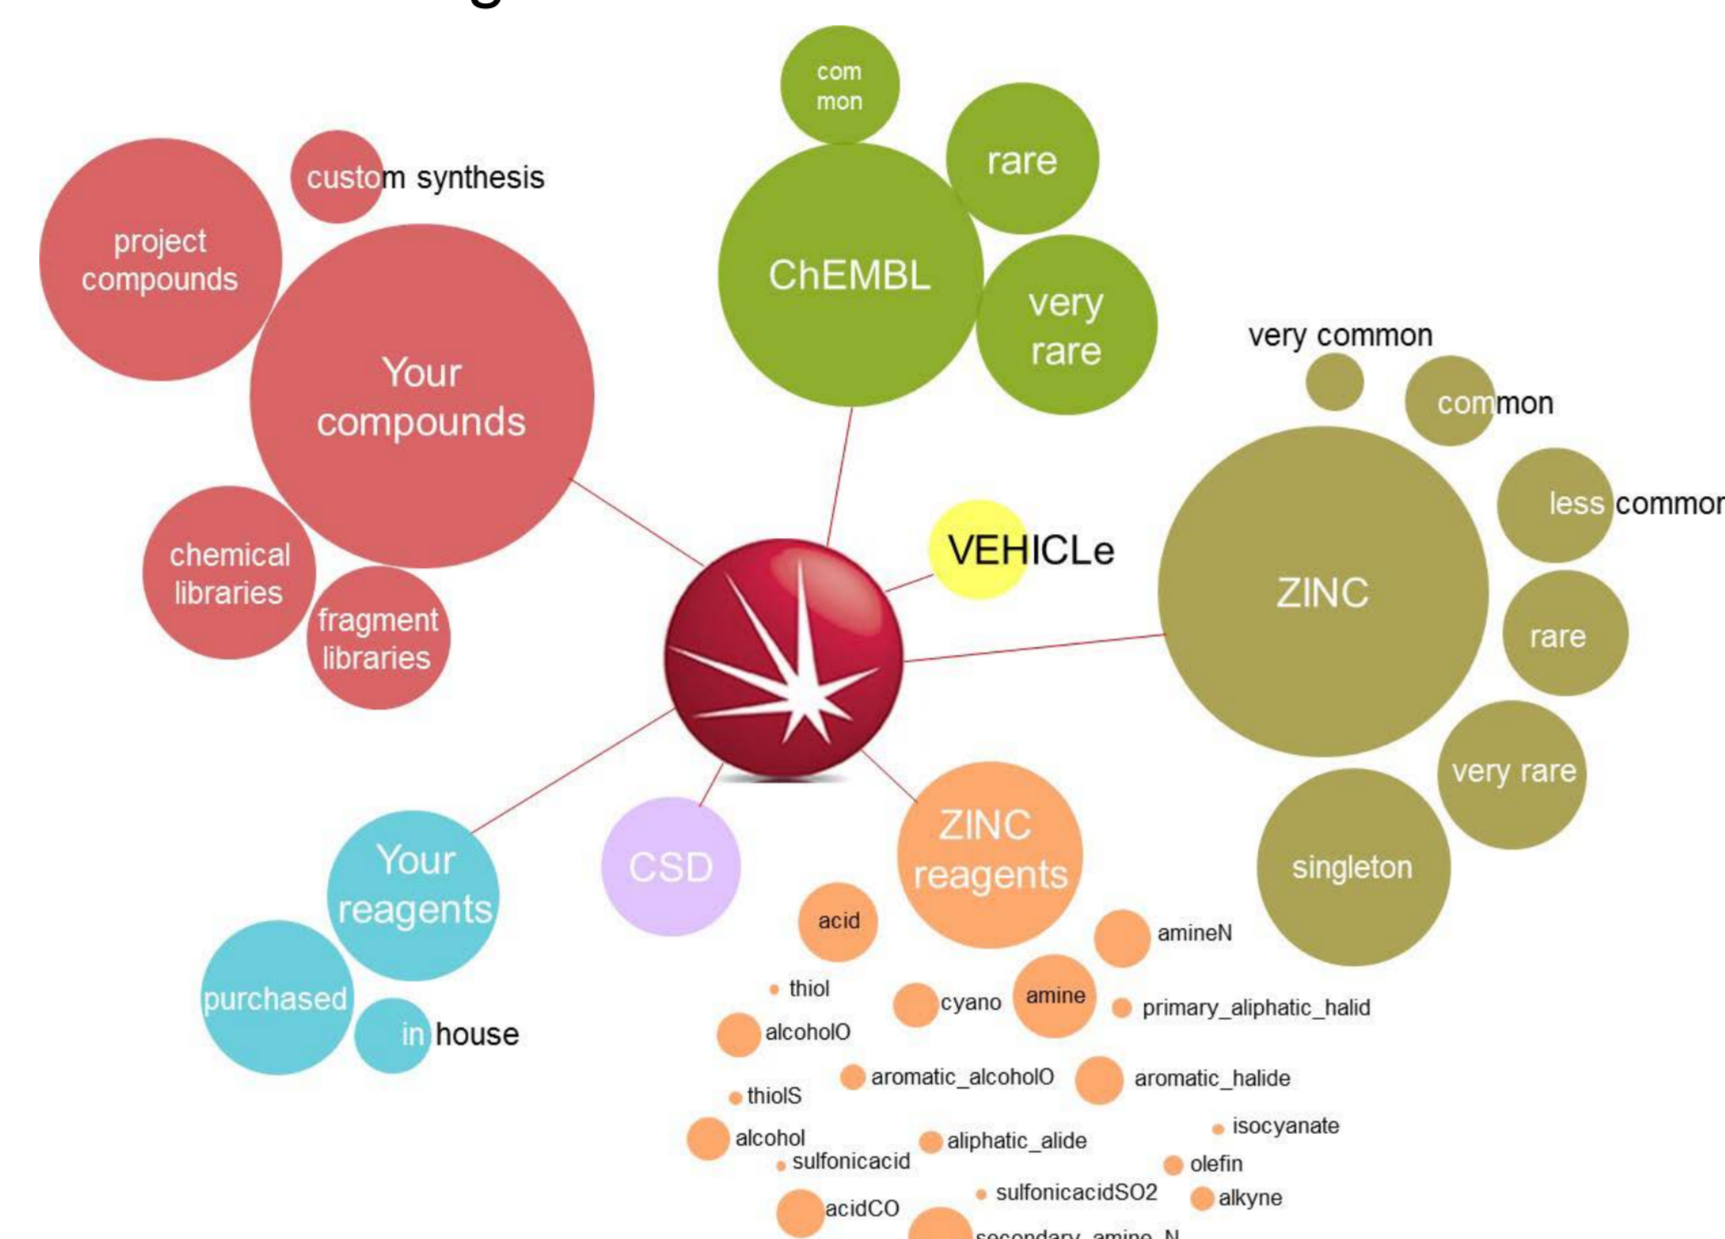 com
mon
rare
ChEMBL
very
rare
custom synthesis
project
compounds
Your
compounds
chemical
libraries
fragment
libraries
very common
common
less common
ZINC
rare
very rare
singleton
VEHICLe
Your
reagents
purchased
in house
CSD
ZINC
reagents
acid
amineN
thiol
cyano
amine
primary_aliphatic_halid
alcoholO
aromatic_alcoholO
aromatic_halide
thiolS
alcohol
aliphatic_alide
isocyanate
sulfonicacid
olefin
sulfonicacidSO2
alkyne
acidCO
secondary_amine_N